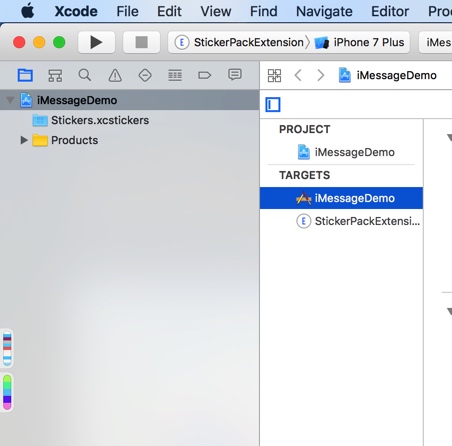 Xcode File Edit View Find Navigate Editor Pro
StickerPackExtension iPhone 7 Plus iMes
iMessageDemo
iMessageDemo
Stickers.xcstickers
Products
PROJECT
iMessageDemo
TARGETS
iMessageDemo
StickerPackExtensi...